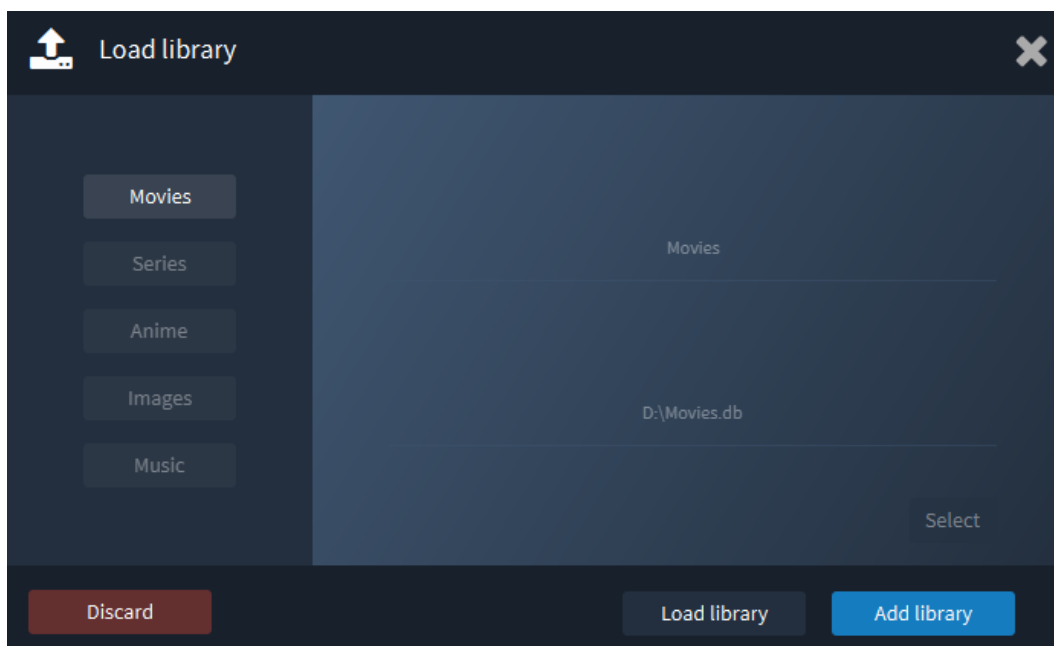 Load library
Movies
Series
Anime
Images
Music
Movies
D:\Movies.db
Select
Discard
Load library
Add library